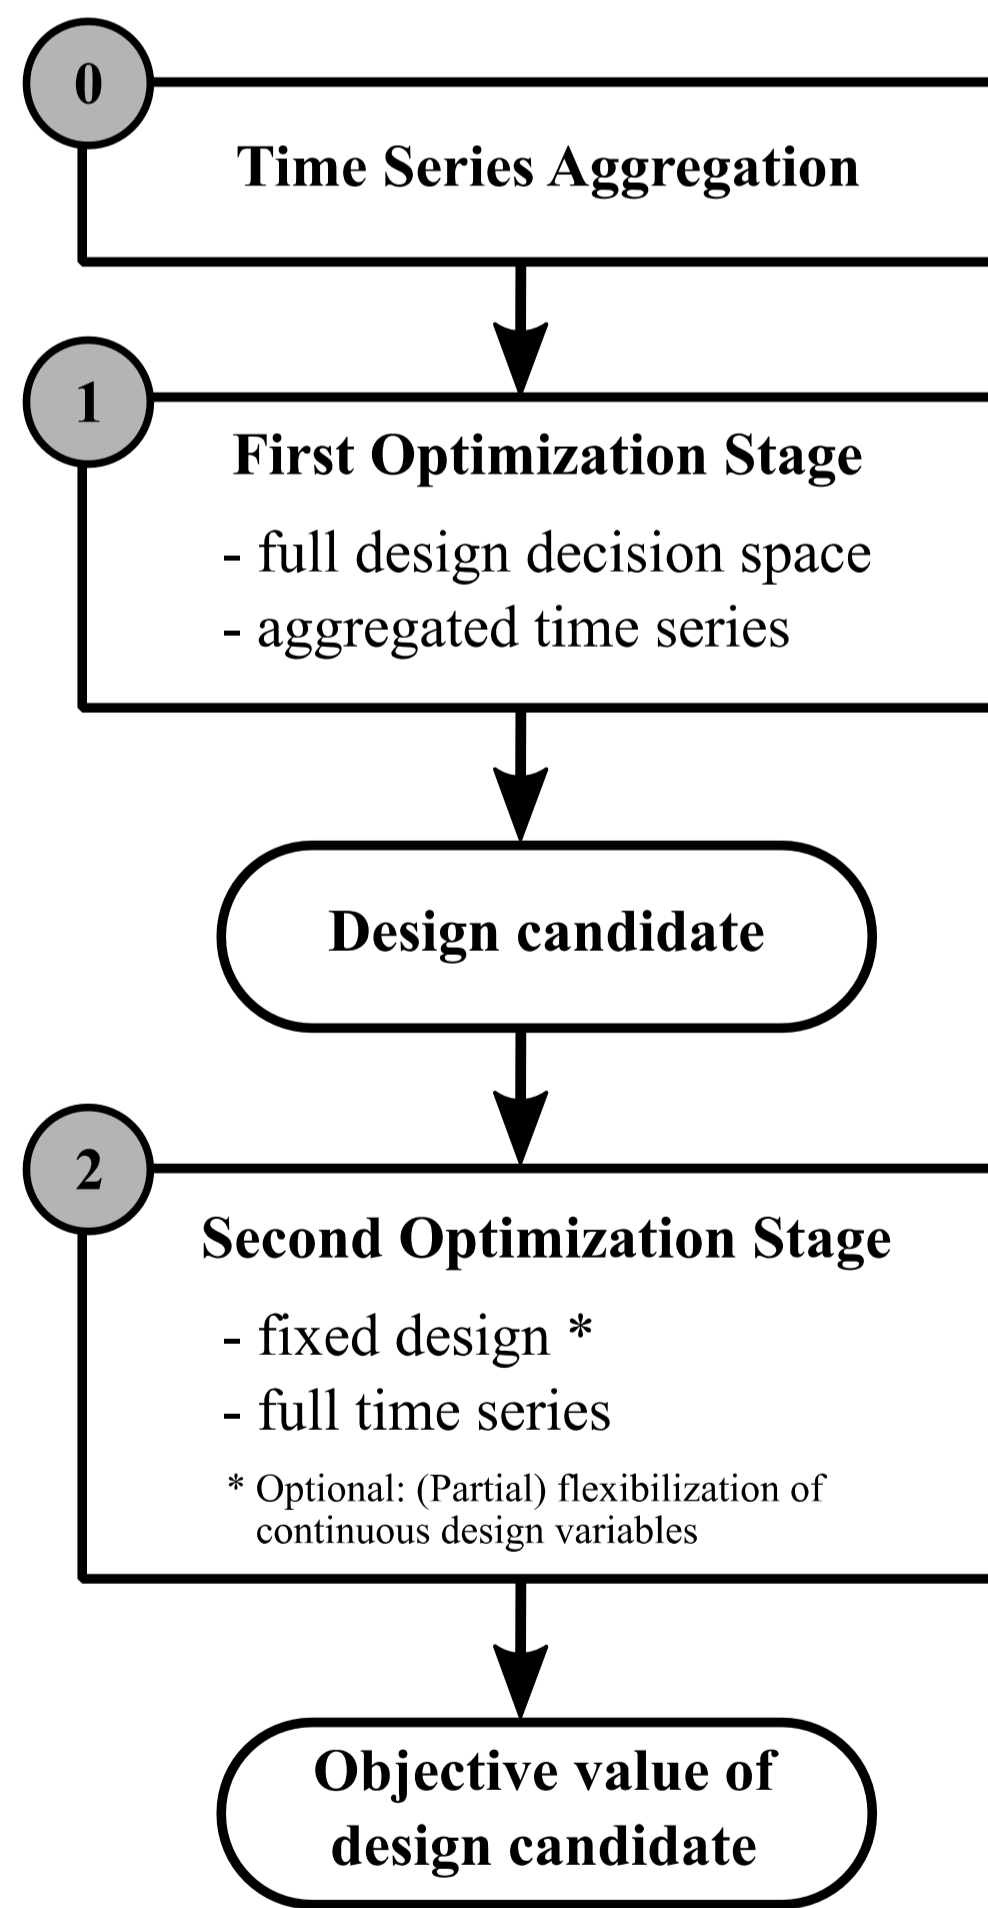 0
Time Series Aggregation
1
First Optimization Stage
- full design decision space
- aggregated time series
Design candidate
2
Second Optimization Stage
- fixed design *
- full time series
* Optional: (Partial) flexibilization of
continuous design variables
Objective value of
design candidate